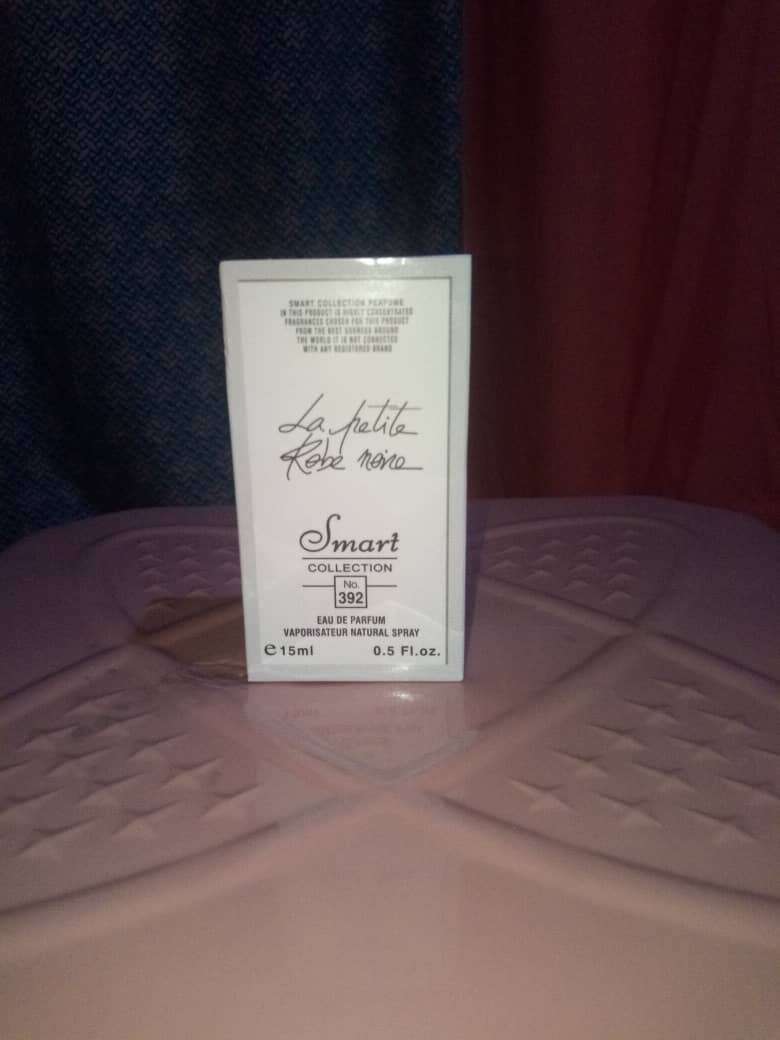 SMART COLLECTION PERFUME
IN THIS PRODUCT IS HIGHLY CONCENTRATED
FRAGRANCES CHOSEN FOR THIS PRODUCT
FROM THE BEST SOURCES AROUND
THE WORLD IT IS NOT CONNECTED
WITH ANY REGISTERED BRAND
La petite
Robe noire
Smart
COLLECTION
No.
392
EAU DE PARFUM
VAPORISATEUR NATURAL SPRAY
e 15ml 0.5 Fl.oz.